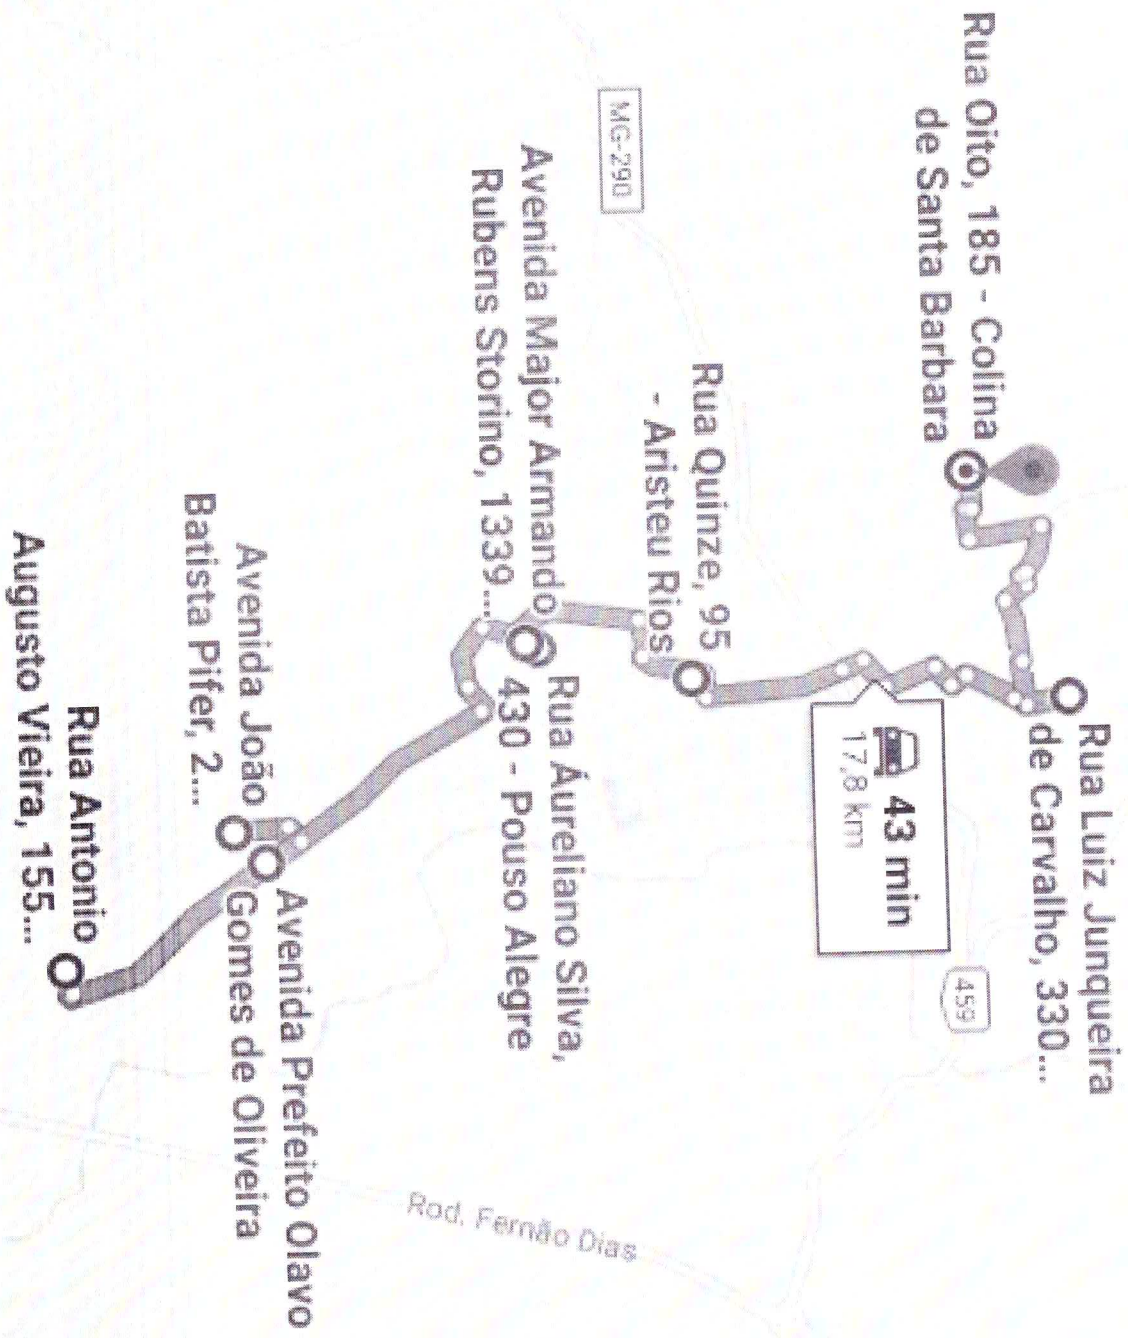 Rua Luiz Junqueira
de Carvalho, 330...
Rua Oito, 185 - Colina
de Santa Barbara
459
43 min
17,8 km
Rua Quinze, 95
- Aristeu Rios
MG-290
Rua Áureliano Silva,
430 - Pouso Alegre
Avenida Major Armando
Rubens Storino, 1339...
Rod. Fernão Dias
Avenida Prefeito Olavo
Gomes de Oliveira
Avenida João
Batista Pifer, 2...
Rua Antonio
Augusto Vieira, 155...